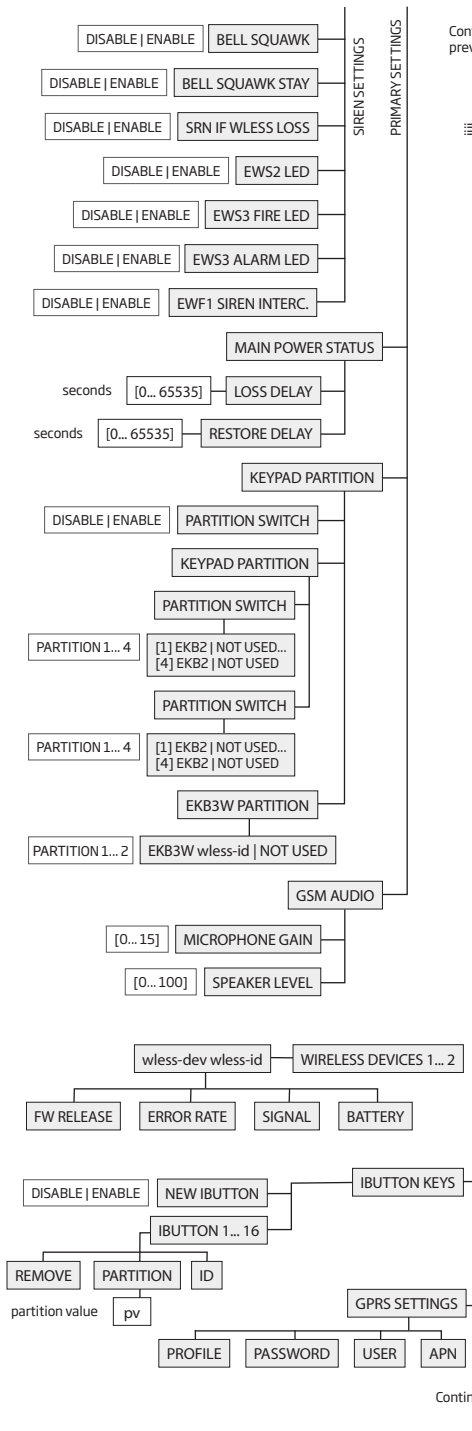 DISABLE | ENABLE BELL SQUAWK
DISABLE | ENABLE BELL SQUAWK STAY
DISABLE | ENABLE SRN IF WLESS LOSS
DISABLE | ENABLE EWS2 LED
DISABLE | ENABLE EWS3 FIRE LED
DISABLE | ENABLE EWS3 ALARM LED
DISABLE | ENABLE EWF1 SIREN INTERC.
SIREN SETTINGS
PRIMARY SETTINGS
MAIN POWER STATUS
seconds [0... 65535] LOSS DELAY
seconds [0... 65535] RESTORE DELAY
KEYPAD PARTITION
DISABLE | ENABLE PARTITION SWITCH
KEYPAD PARTITION
PARTITION SWITCH
PARTITION 1... 4 [1] EKB2 | NOT USED...
[4] EKB2 | NOT USED
PARTITION SWITCH
PARTITION 1... 4 [1] EKB2 | NOT USED...
[4] EKB2 | NOT USED
EKB3W PARTITION
PARTITION 1... 2 EKB3W wless-id | NOT USED
GSM AUDIO
[0... 15] MICROPHONE GAIN
[0... 100] SPEAKER LEVEL
wless-dev wless-id WIRELESS DEVICES 1... 2
FW RELEASE ERROR RATE SIGNAL BATTERY
IBUTTON KEYS
DISABLE | ENABLE NEW IBUTTON
IBUTTON 1... 16
REMOVE PARTITION ID
partition value pv
GPRS SETTINGS
PROFILE PASSWORD USER APN